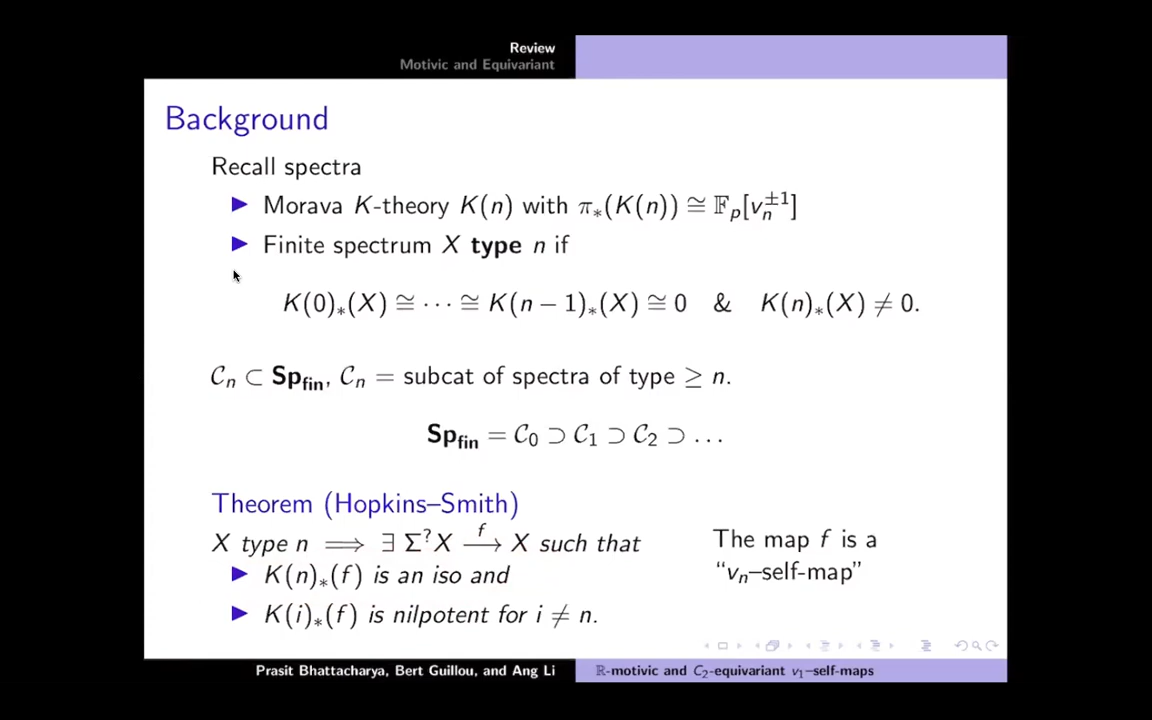 Review
Motivic and Equivariant
Background
Recall spectra
▶ Morava K-theory K(n) with π∗(K(n)) ≅ 𝔽ₚ[vₙ^{±1}]
▶ Finite spectrum X type n if
K(0)∗(X) ≅ ··· ≅ K(n − 1)∗(X) ≅ 0 & K(n)∗(X) ≠ 0.
𝒞ₙ ⊂ Sp_fin, 𝒞ₙ = subcat of spectra of type ≥ n.
Sp_fin = 𝒞₀ ⊃ 𝒞₁ ⊃ 𝒞₂ ⊃ ...
Theorem (Hopkins–Smith)
X type n ⟹ ∃ Σ^? X →^f X such that
▶ K(n)∗(f) is an iso and
▶ K(i)∗(f) is nilpotent for i ≠ n.
The map f is a
“vₙ–self-map”
Prasit Bhattacharya, Bert Guillou, and Ang Li
ℝ-motivic and C₂-equivariant v₁–self-maps